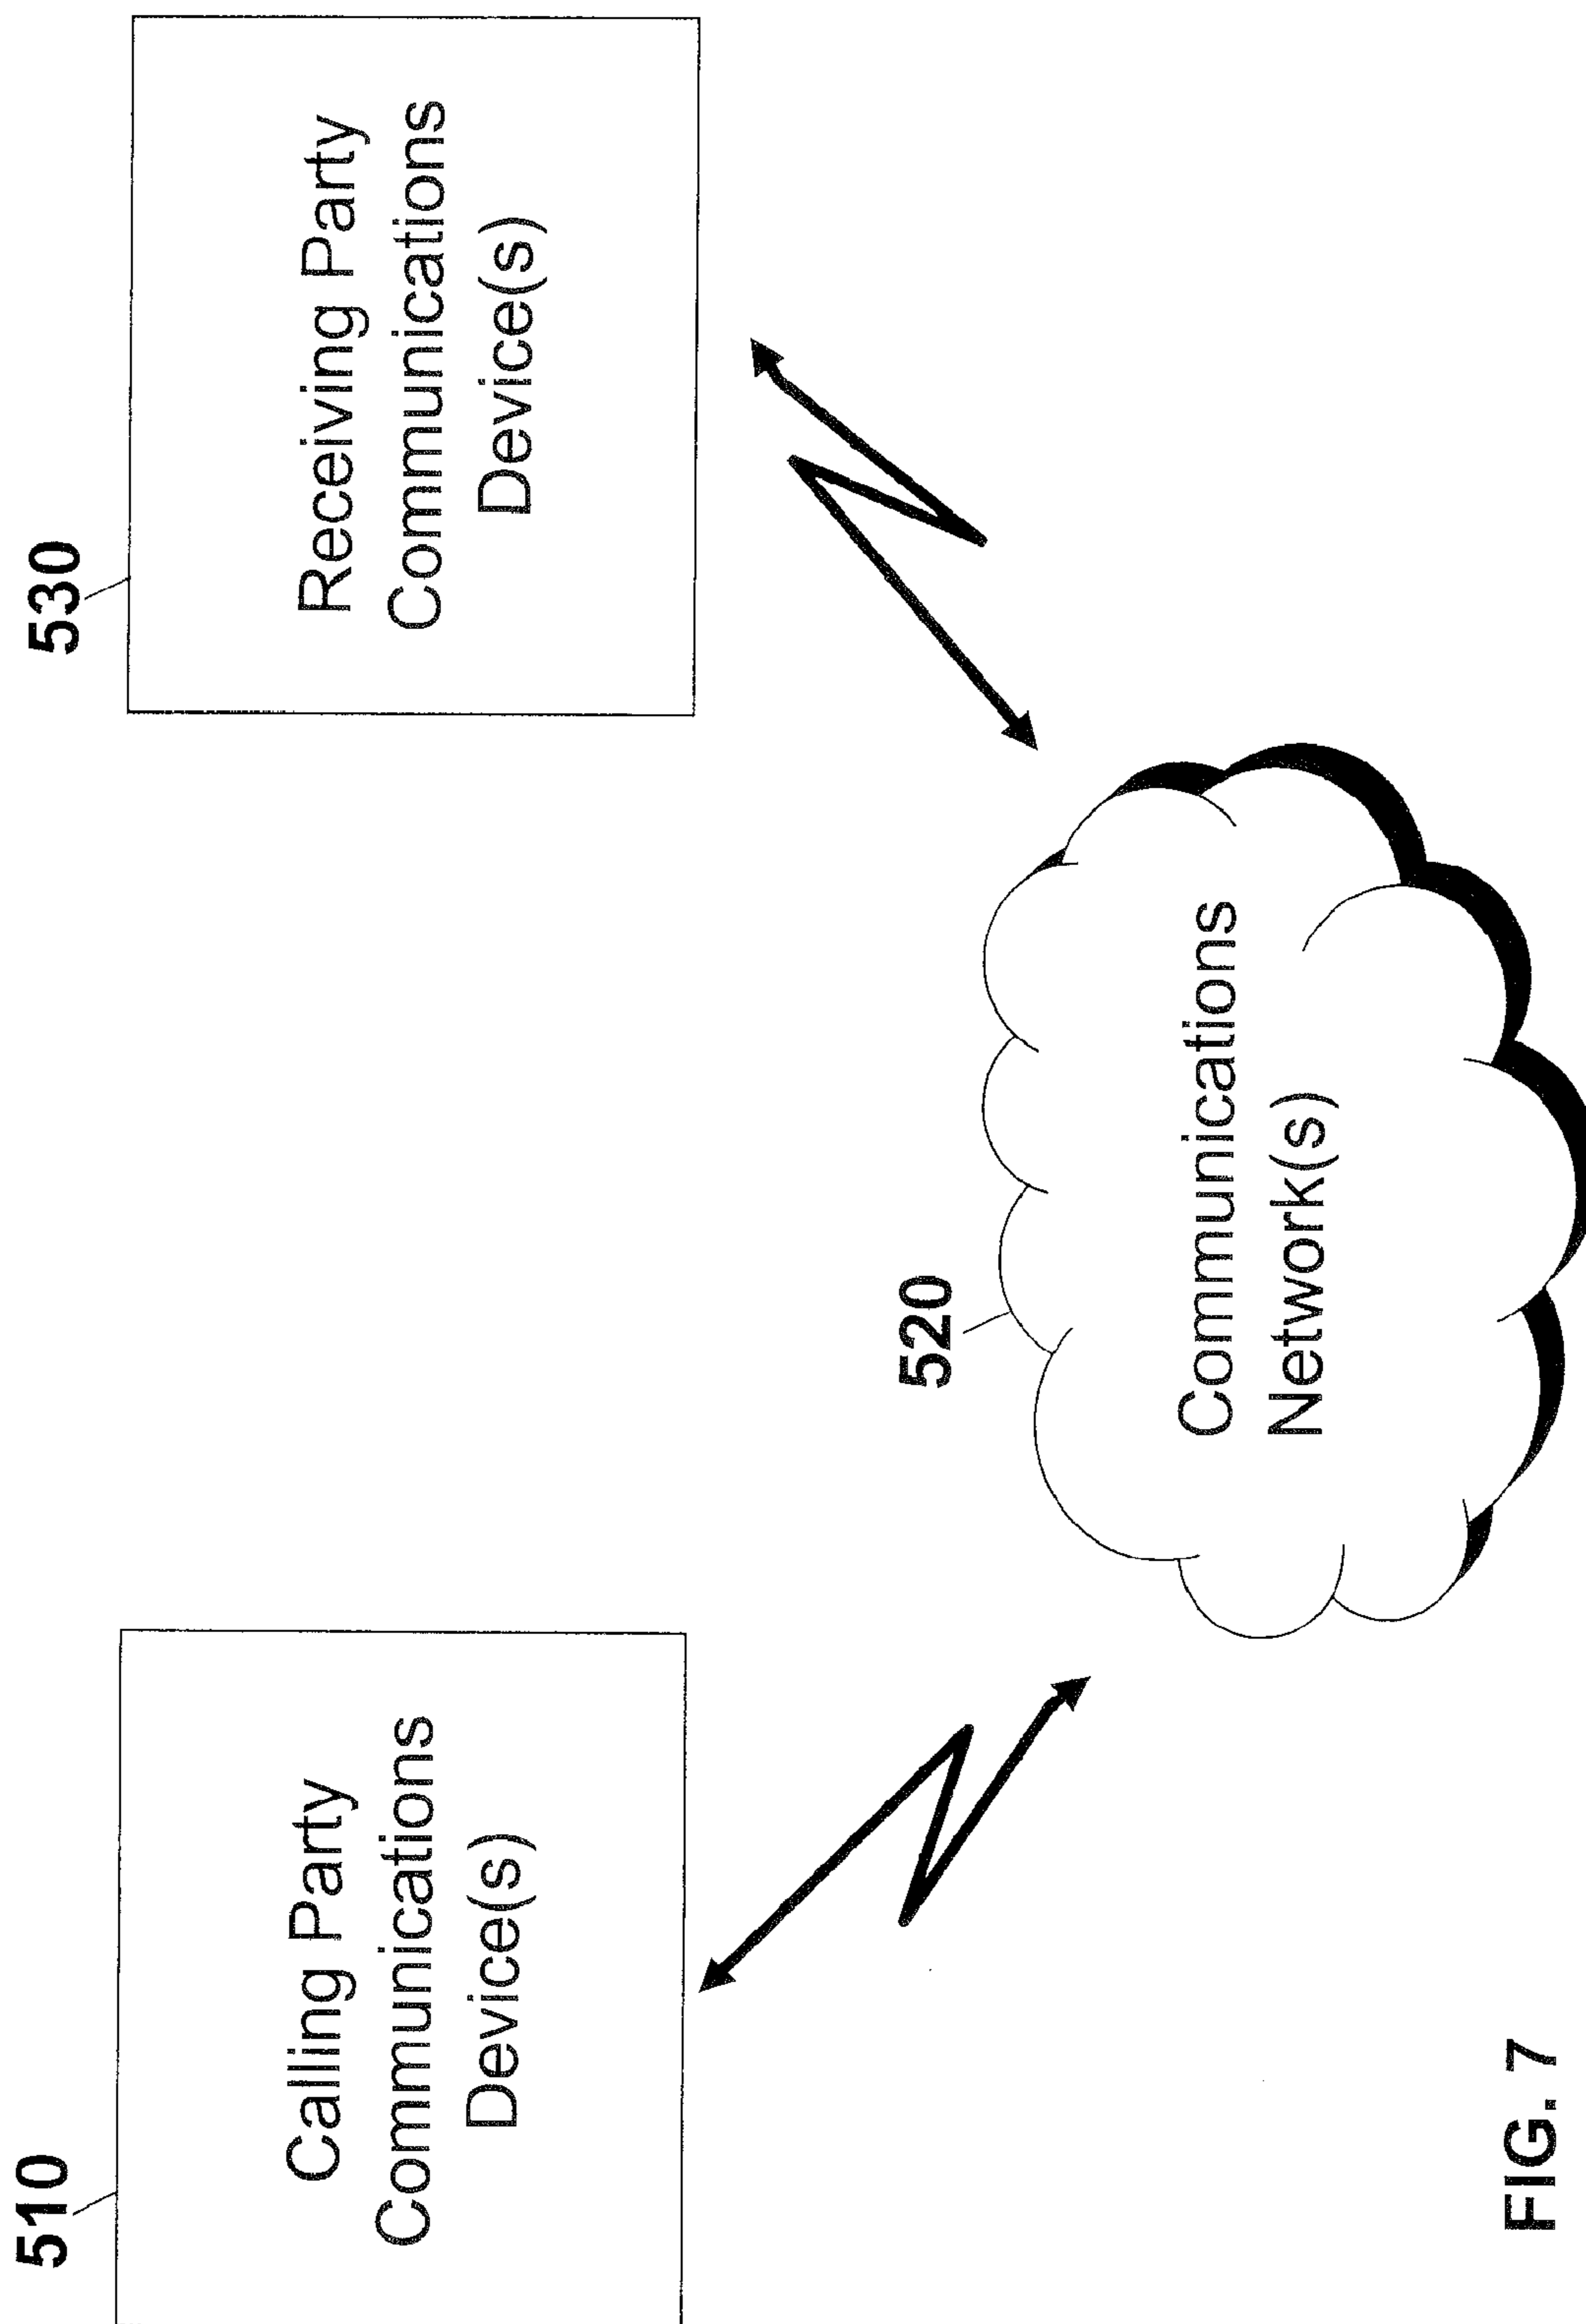 510
Calling Party
Communications
Device(s)
530
Receiving Party
Communications
Device(s)
520
Communications
Network(s)
FIG. 7